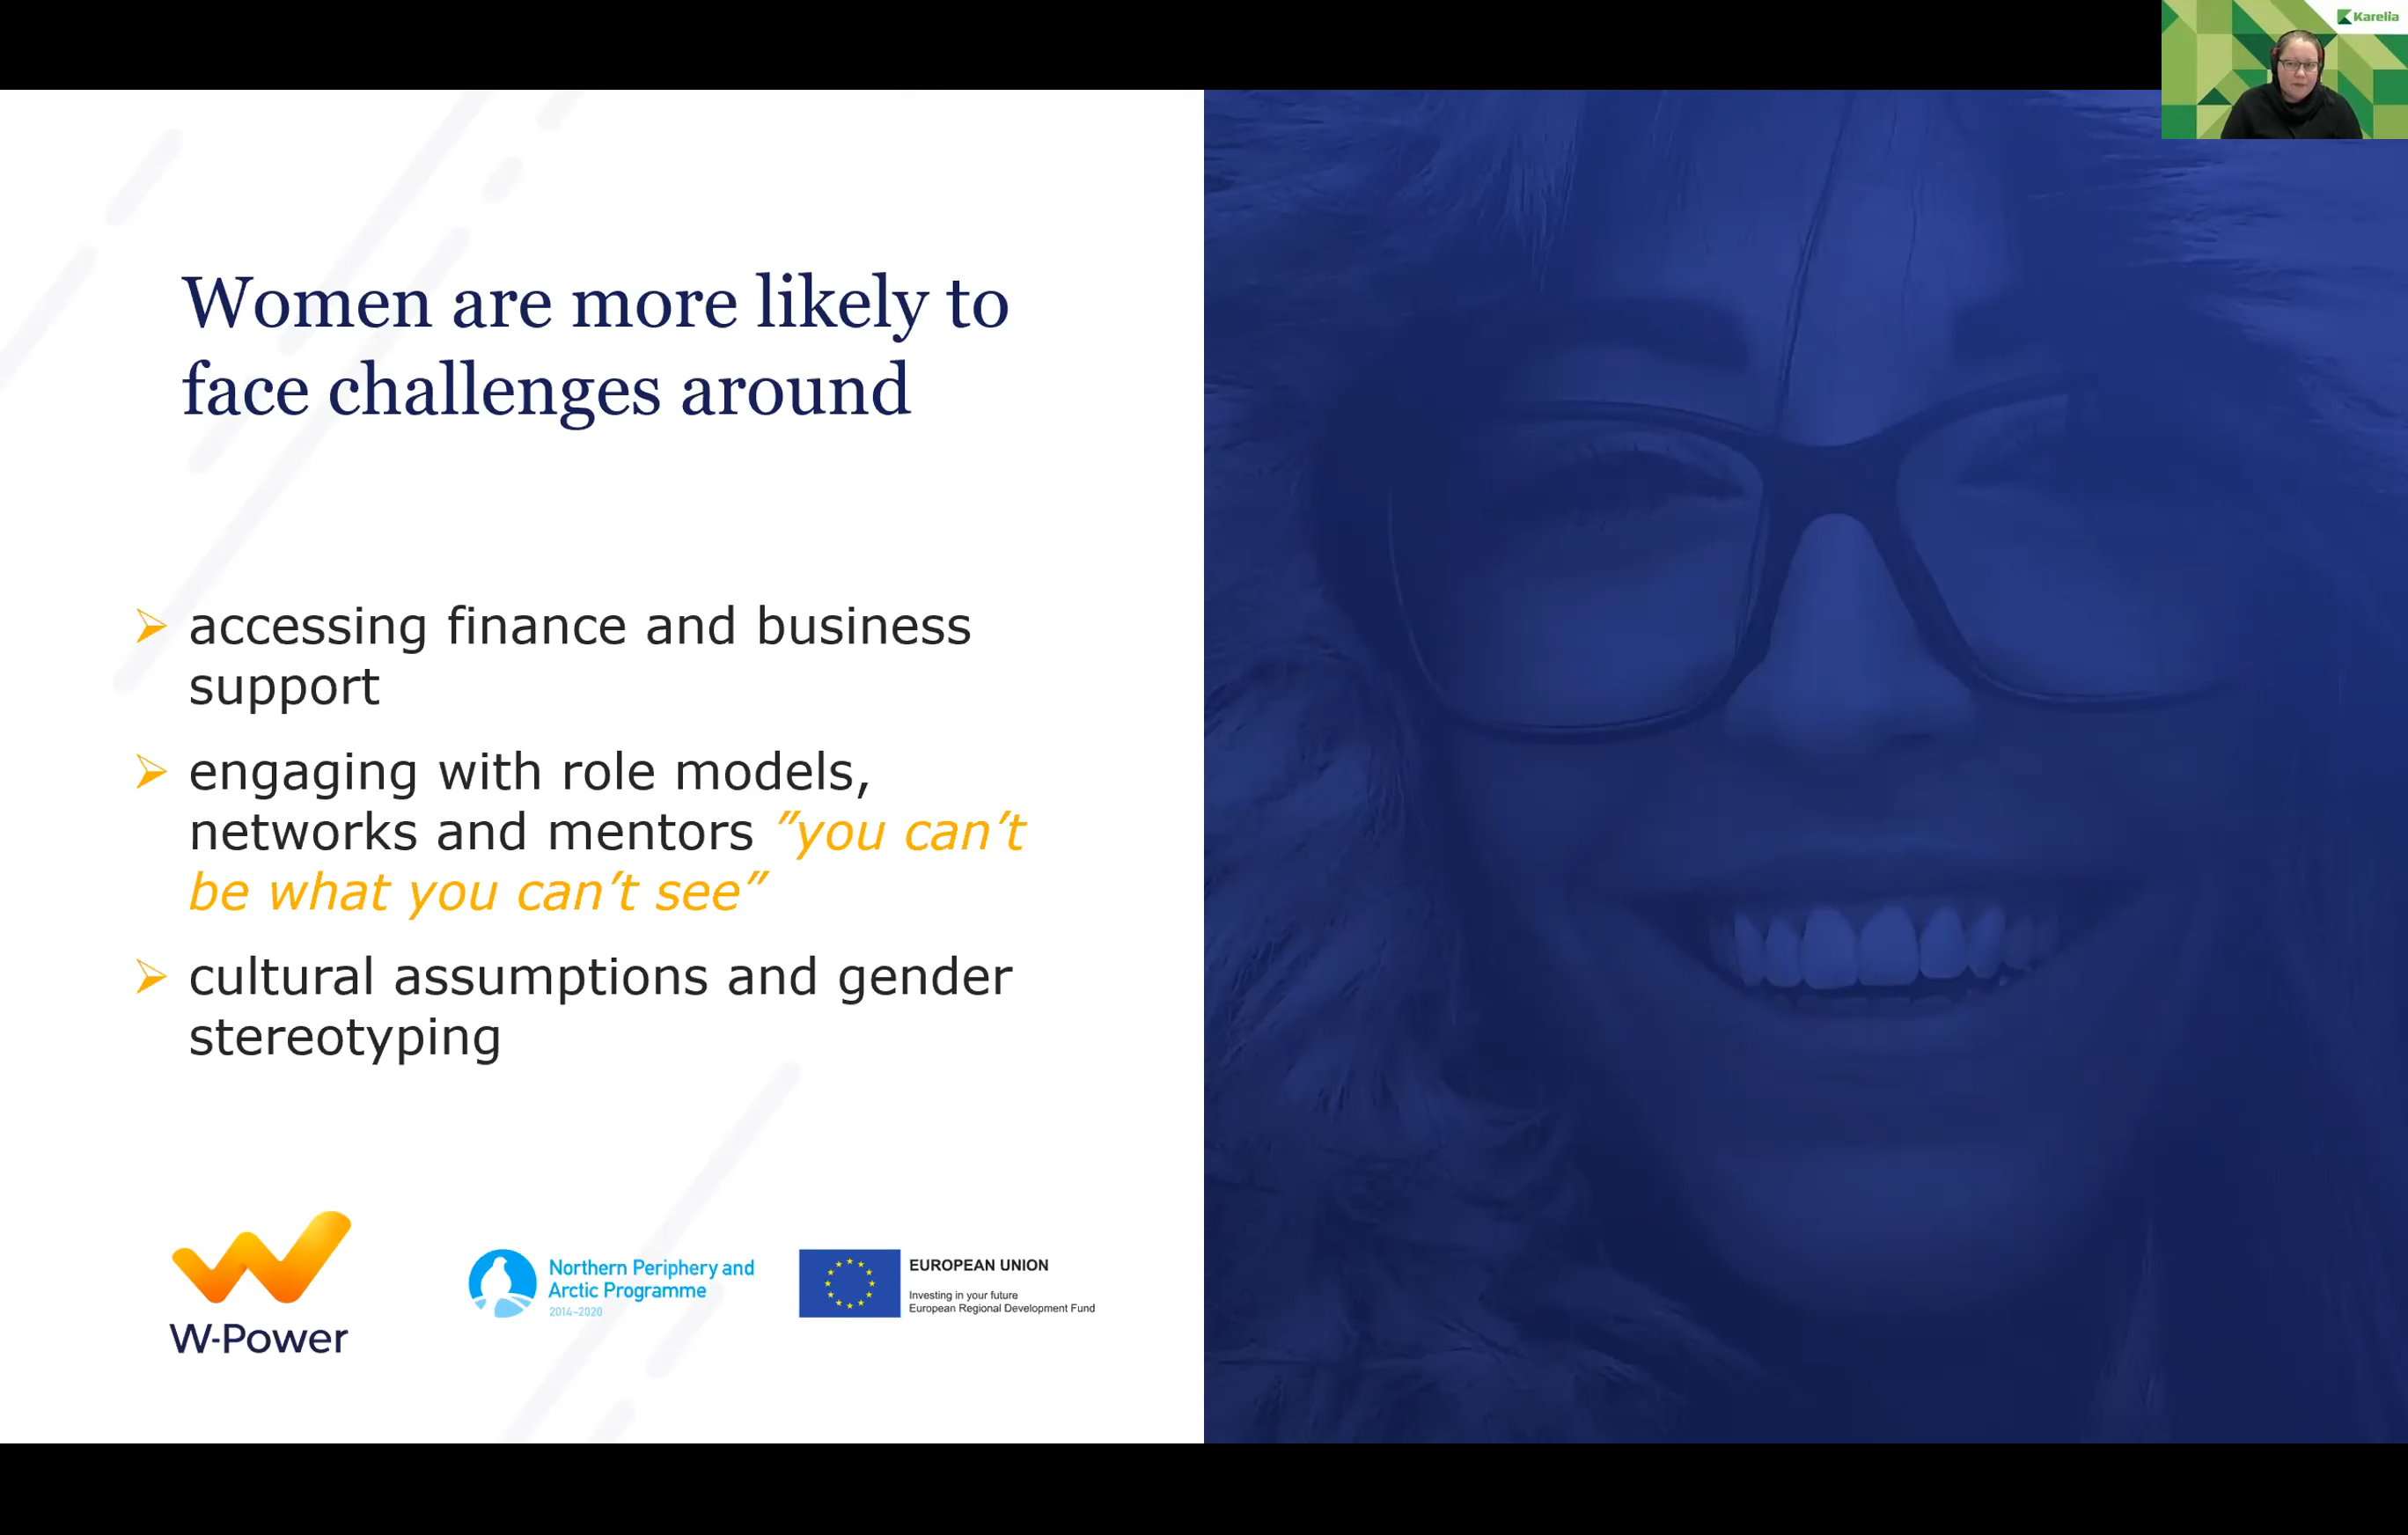 Karelia
Women are more likely to
face challenges around
accessing finance and business
support
engaging with role models,
networks and mentors ”you can’t
be what you can’t see”
cultural assumptions and gender
stereotyping
W-Power
Northern Periphery and
Arctic Programme
2014–2020
EUROPEAN UNION
Investing in your future
European Regional Development Fund